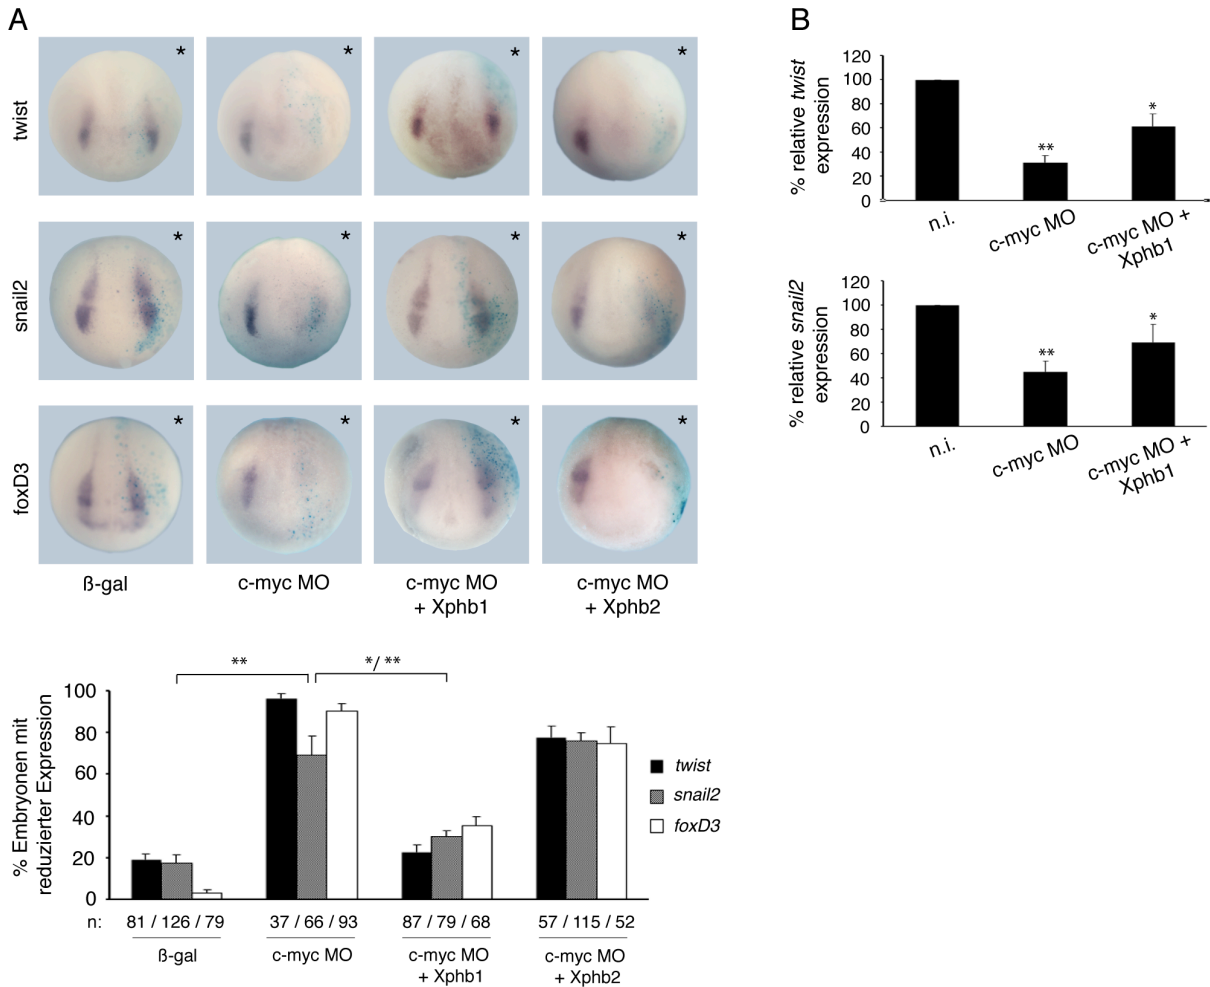 A
B
twist
*
*
*
*
snail2
*
*
*
*
foxD3
*
*
*
*
ß-gal
c-myc MO
c-myc MO
+ Xphb1
c-myc MO
+ Xphb2
% relative twist
expression
120
100
80
60
40
20
0
**
*
n.i.
c-myc MO
c-myc MO +
Xphb1
% relative snail2
expression
120
100
80
60
40
20
0
**
*
n.i.
c-myc MO
c-myc MO +
Xphb1
% Embryonen mit
reduzierter Expression
100
80
60
40
20
0
**
*/ **
twist
snail2
foxD3
n: 81 / 126 / 79 37 / 66 / 93 87 / 79 / 68 57 / 115 / 52
ß-gal
c-myc MO
c-myc MO
+ Xphb1
c-myc MO
+ Xphb2